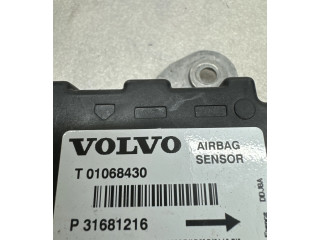 VOLVO
AIRBAG
SENSOR
T 01068430
P 31681216